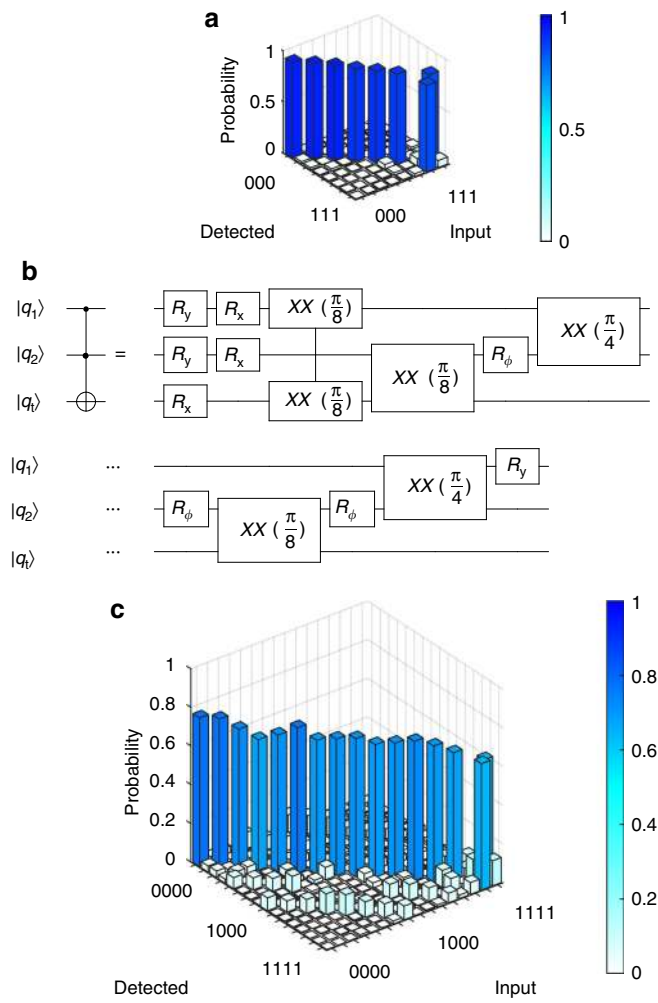 a
1
0.5
0
Probability
000
111
Detected
000
111
Input
1
0.5
0
b
|q1⟩
|q2⟩
|qt⟩
=
Ry
Rx
XX (π/8)
Ry
Rx
XX (π/8)
Rϕ
XX (π/4)
Rx
XX (π/8)
|q1⟩ ...
|q2⟩ ...
|qt⟩ ...
Rϕ
XX (π/8)
Rϕ
XX (π/4)
Ry
c
1
0.8
0.6
0.4
0.2
0
Probability
0000
1000
1111
Detected
0000
1000
1111
Input
1
0.8
0.6
0.4
0.2
0